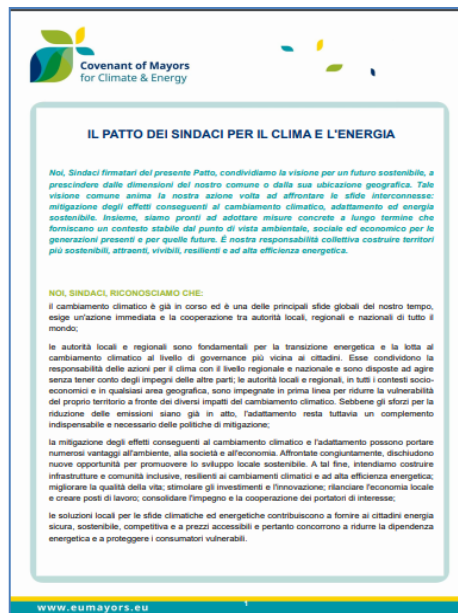 Covenant of Mayors
for Climate & Energy
IL PATTO DEI SINDACI PER IL CLIMA E L'ENERGIA
Noi, Sindaci firmatari del presente Patto, condividiamo la visione per un futuro sostenibile, a
prescindere dalle dimensioni del nostro comune o dalla sua ubicazione geografica. Tale
visione comune anima la nostra azione volta ad affrontare le sfide interconnesse:
mitigazione degli effetti conseguenti al cambiamento climatico, adattamento ed energia
sostenibile. Insieme, siamo pronti ad adottare misure concrete a lungo termine che
forniscano un contesto stabile dal punto di vista ambientale, sociale ed economico per le
generazioni presenti e per quelle future. È nostra responsabilità collettiva costruire territori
più sostenibili, attraenti, vivibili, resilienti e ad alta efficienza energetica.
NOI, SINDACI, RICONOSCIAMO CHE:
il cambiamento climatico è già in corso ed è una delle principali sfide globali del nostro tempo,
esige un'azione immediata e la cooperazione tra autorità locali, regionali e nazionali di tutto il
mondo;
le autorità locali e regionali sono fondamentali per la transizione energetica e la lotta al
cambiamento climatico al livello di governance più vicina ai cittadini. Esse condividono la
responsabilità delle azioni per il clima con il livello regionale e nazionale e sono disposte ad agire
senza tener conto degli impegni delle altre parti; le autorità locali e regionali, in tutti i contesti socio-
economici e in qualsiasi area geografica, sono impegnate in prima linea per ridurre la vulnerabilità
del proprio territorio a fronte dei diversi impatti del cambiamento climatico. Sebbene gli sforzi per la
riduzione delle emissioni siano già in atto, l'adattamento resta tuttavia un complemento
indispensabile e necessario delle politiche di mitigazione;
la mitigazione degli effetti conseguenti al cambiamento climatico e l'adattamento possono portare
numerosi vantaggi all'ambiente, alla società e all'economia. Affrontate congiuntamente, dischiudono
nuove opportunità per promuovere lo sviluppo locale sostenibile. A tal fine, intendiamo costruire
infrastrutture e comunità inclusive, resilienti ai cambiamenti climatici e ad alta efficienza energetica;
migliorare la qualità della vita; stimolare gli investimenti e l'innovazione; rilanciare l'economia locale
e creare posti di lavoro; consolidare l'impegno e la cooperazione dei portatori di interesse;
le soluzioni locali per le sfide climatiche ed energetiche contribuiscono a fornire ai cittadini energia
sicura, sostenibile, competitiva e a prezzi accessibili e pertanto concorrono a ridurre la dipendenza
energetica e a proteggere i consumatori vulnerabili.
1
www.eumayors.eu